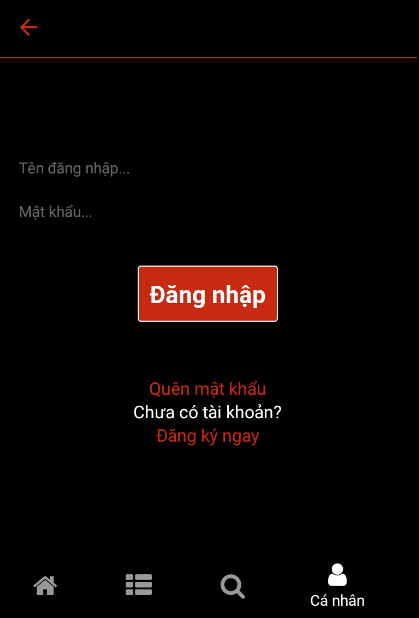 Tên đăng nhập...
Mật khẩu...
Đăng nhập
Quên mật khẩu
Chưa có tài khoản?
Đăng ký ngay
Cá nhân